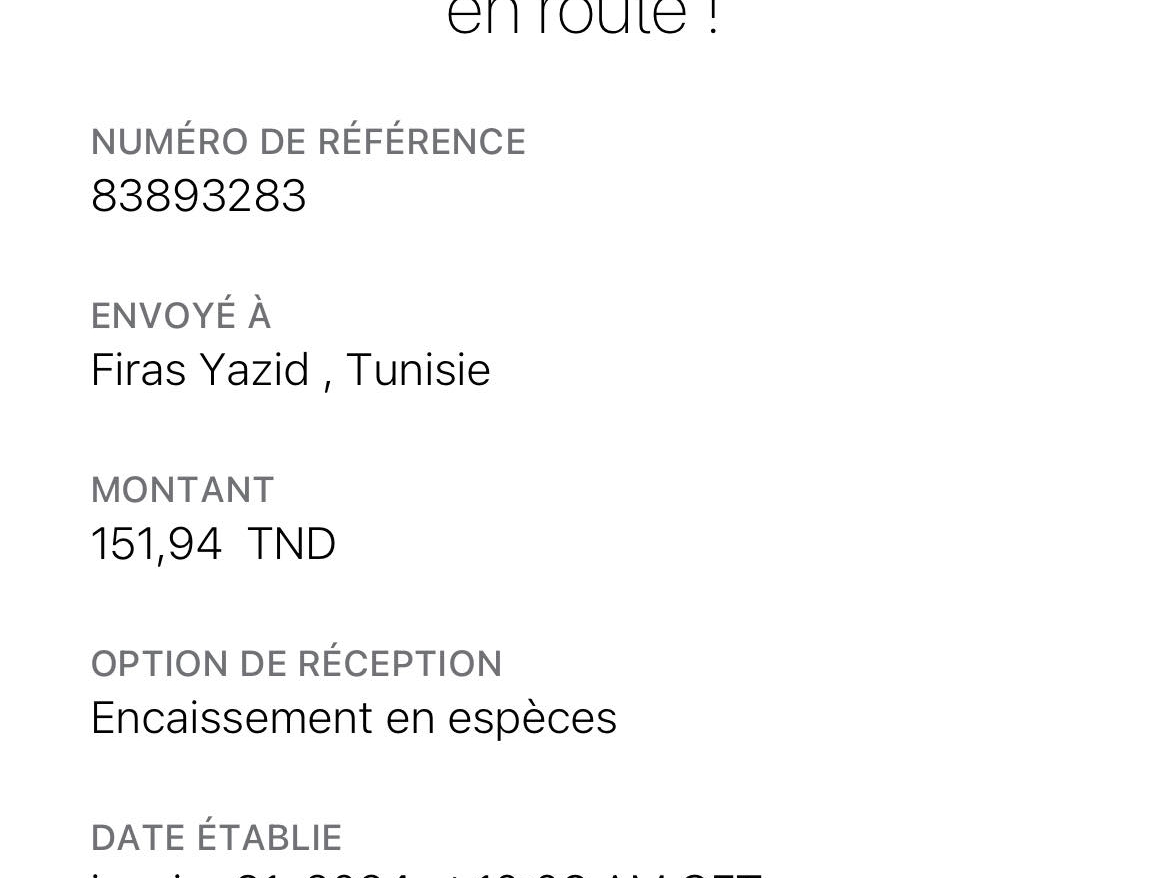 en route !
NUMÉRO DE RÉFÉRENCE
83893283
ENVOYÉ À
Firas Yazid , Tunisie
MONTANT
151,94 TND
OPTION DE RÉCEPTION
Encaissement en espèces
DATE ÉTABLIE